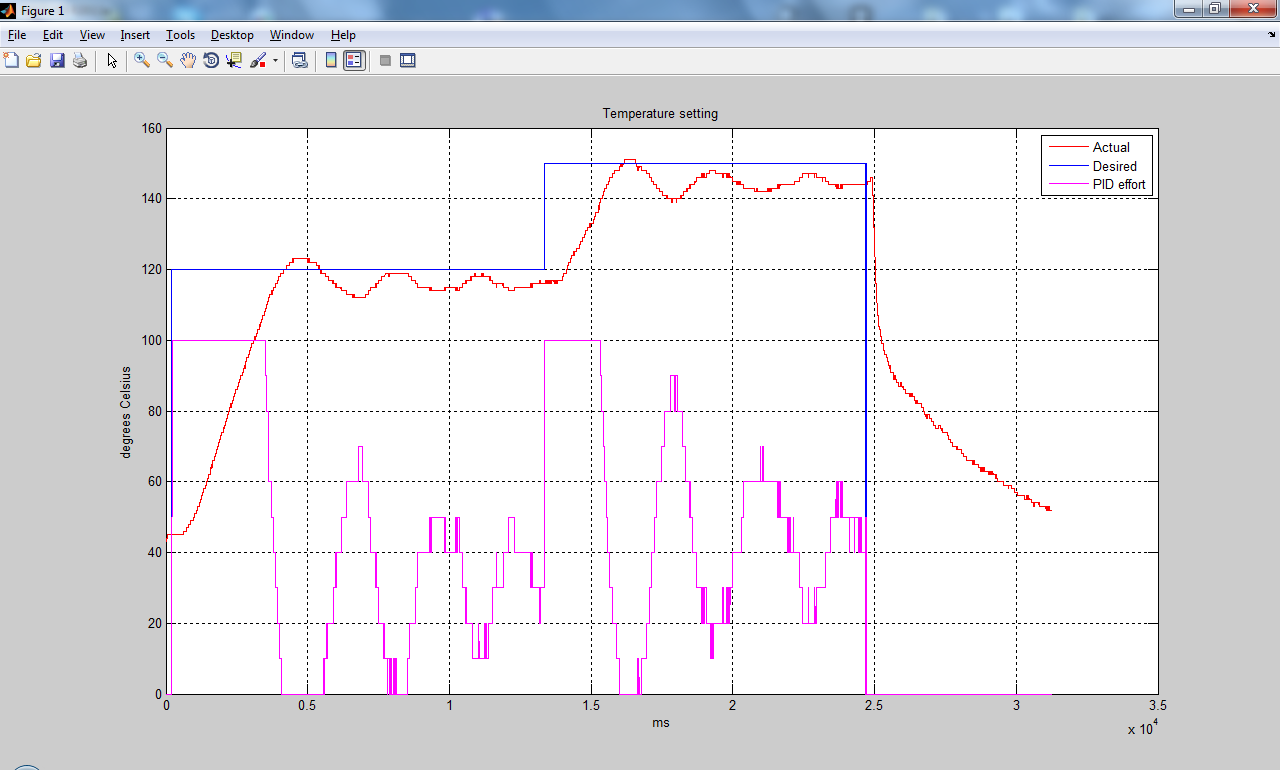 Figure 1
File Edit View Insert Tools Desktop Window Help
Temperature setting
160
140
120
100
80
60
40
20
0
degrees Celsius
Actual
Desired
PID effort
0 0.5 1 1.5 2 2.5 3 3.5
ms
x 10^4